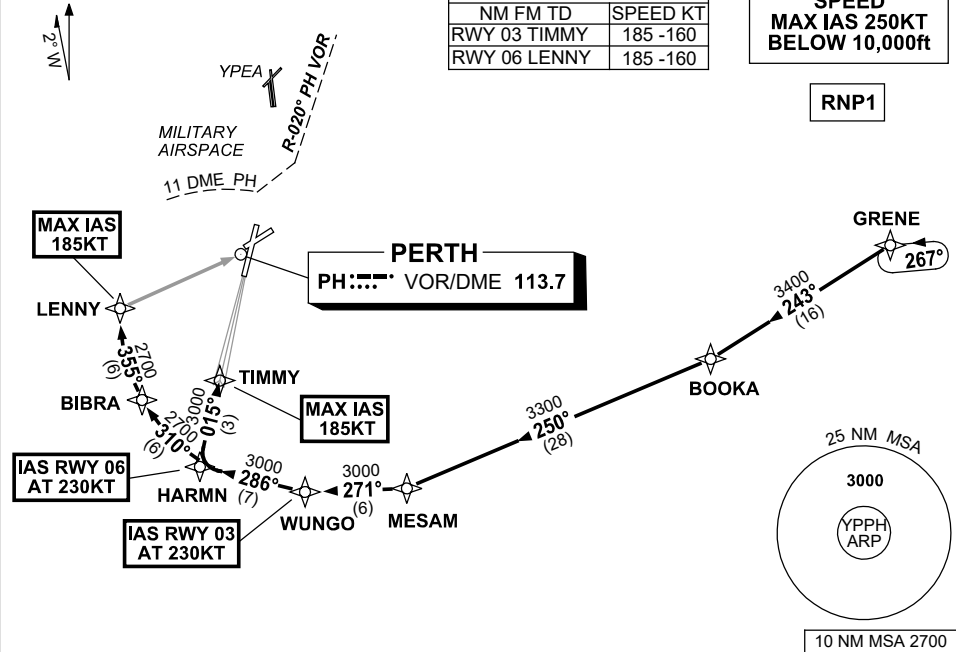 2° W
NM FM TD SPEED KT
RWY 03 TIMMY 185 -160
RWY 06 LENNY 185 -160
SPEED
MAX IAS 250KT
BELOW 10,000ft
RNP1
YPEA
R-020° PH VOR
MILITARY
AIRSPACE
11 DME PH
MAX IAS
185KT
LENNY
PERTH
PH VOR/DME 113.7
GRENE
267°
3400
243°
(16)
BOOKA
3300
250°
(28)
MESAM
3000
271°
(6)
WUNGO
3000
286°
(7)
HARMN
3000
015°
(3)
TIMMY
MAX IAS
185KT
2700
310°
(6)
BIBRA
2700
355°
(6)
IAS RWY 06
AT 230KT
IAS RWY 03
AT 230KT
25 NM MSA
3000
YPPH
ARP
10 NM MSA 2700